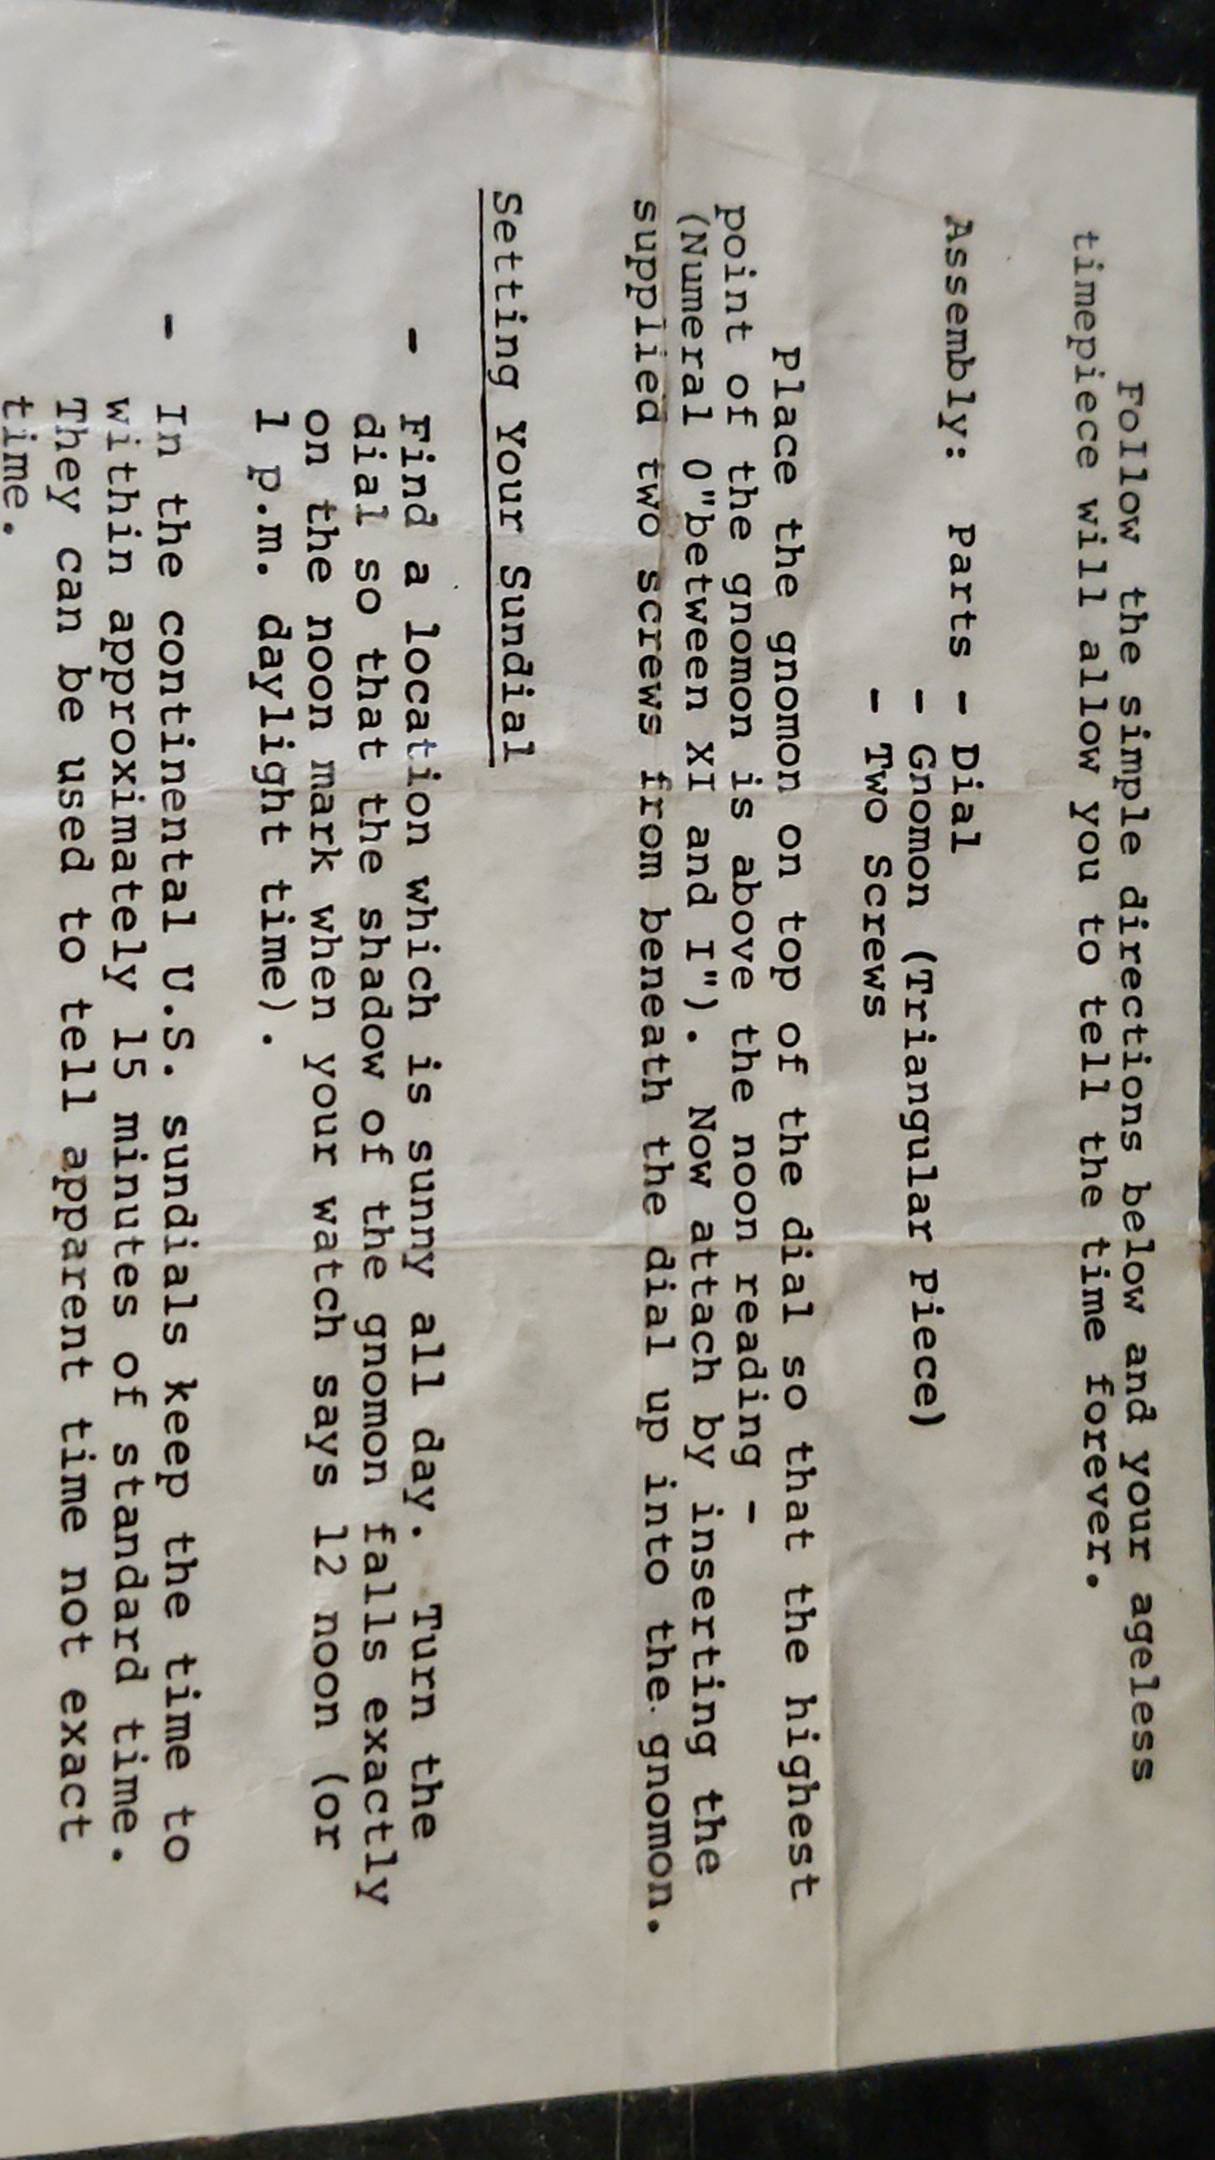 Follow the simple directions below and your ageless
timepiece will allow you to tell the time forever.
Assembly: Parts - Dial
- Gnomon (Triangular Piece)
- Two Screws
Place the gnomon on top of the dial so that the highest
point of the gnomon is above the noon reading -
(Numeral 0"between XI and I"). Now attach by inserting the
supplied two screws from beneath the dial up into the gnomon.
Setting Your Sundial
- Find a location which is sunny all day. Turn the
dial so that the shadow of the gnomon falls exactly
on the noon mark when your watch says 12 noon (or
1 p.m. daylight time).
- In the continental U.S. sundials keep the time to
within approximately 15 minutes of standard time.
They can be used to tell apparent time not exact
time.